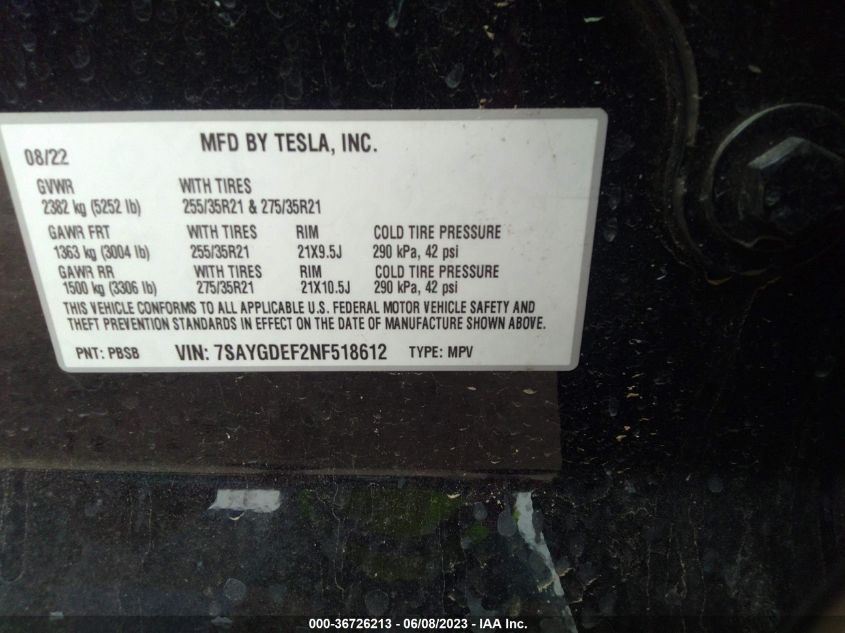 MFD BY TESLA, INC.
08/22
GVWR WITH TIRES
2382 kg (5252 lb) 255/35R21 & 275/35R21
GAWR FRT WITH TIRES RIM COLD TIRE PRESSURE
1363 kg (3004 lb) 255/35R21 21X9.5J 290 kPa, 42 psi
GAWR RR WITH TIRES RIM COLD TIRE PRESSURE
1500 kg (3306 lb) 275/35R21 21X10.5J 290 kPa, 42 psi
THIS VEHICLE CONFORMS TO ALL APPLICABLE U.S. FEDERAL MOTOR VEHICLE SAFETY AND
THEFT PREVENTION STANDARDS IN EFFECT ON THE DATE OF MANUFACTURE SHOWN ABOVE.
PNT: PBSB VIN: 7SAYGDEF2NF518612 TYPE: MPV
000-36726213 - 06/08/2023 - IAA Inc.